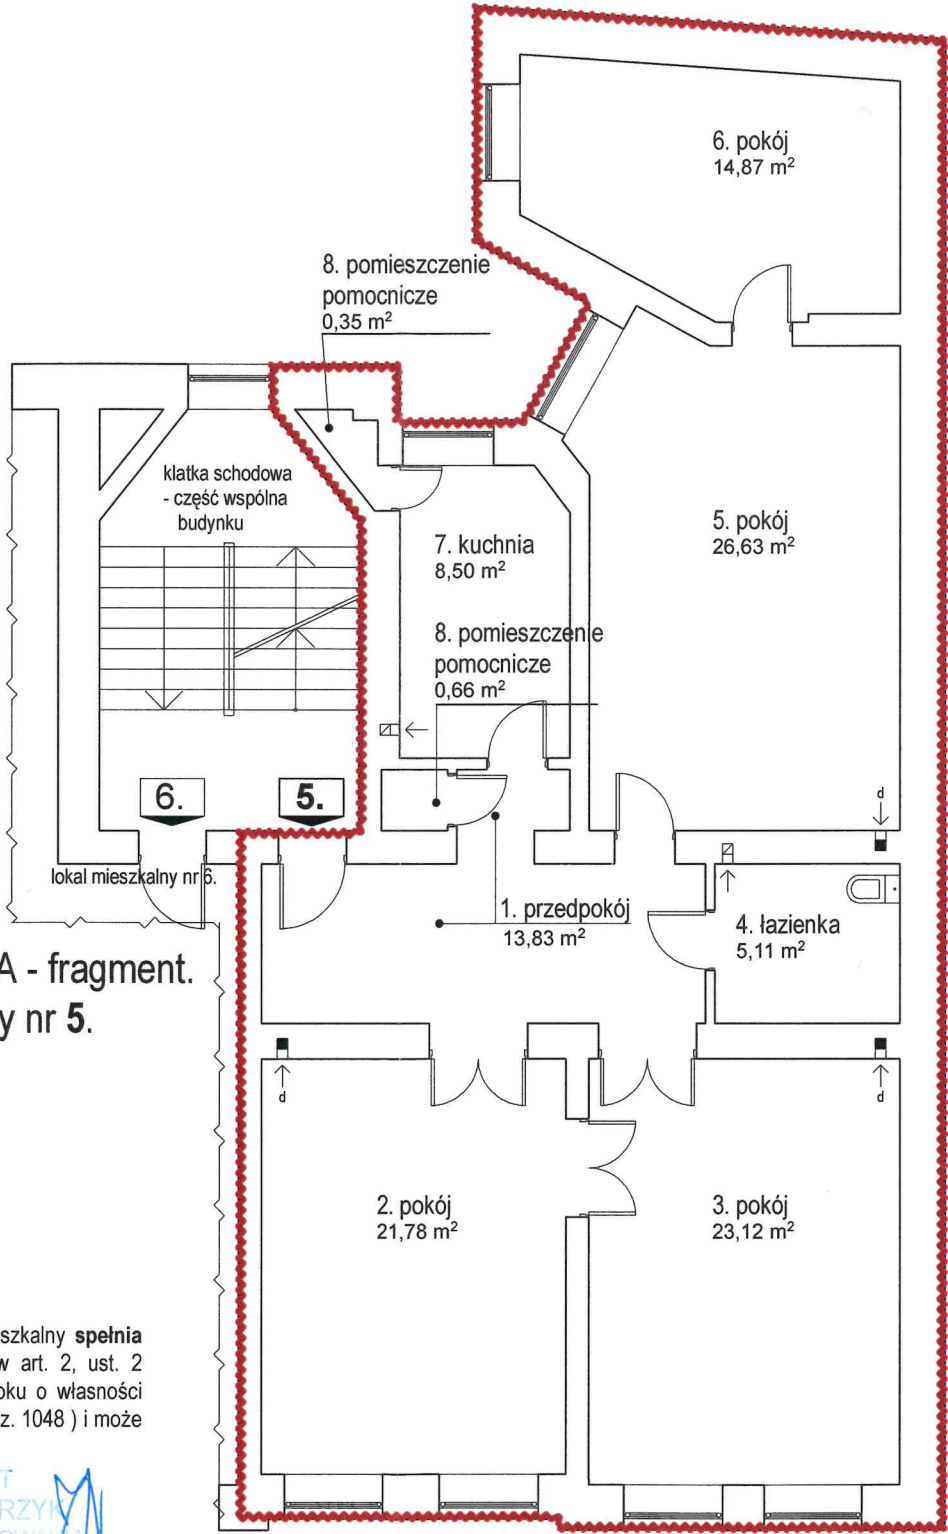 6. pokój
14,87 m²
8. pomieszczenie
pomocnicze
0,35 m²
klatka schodowa
- część wspólna
budynku
5. pokój
26,63 m²
7. kuchnia
8,50 m²
8. pomieszczenie
pomocnicze
0,66 m²
6.
5.
d
lokal mieszkalny nr 6.
1. przedpokój
13,83 m²
4. łazienka
5,11 m²
A - fragment.
y nr 5.
d
d
2. pokój
21,78 m²
3. pokój
23,12 m²
szkalny spełnia
w art. 2, ust. 2
oku o własności
z. 1048 ) i może
T
RZYK